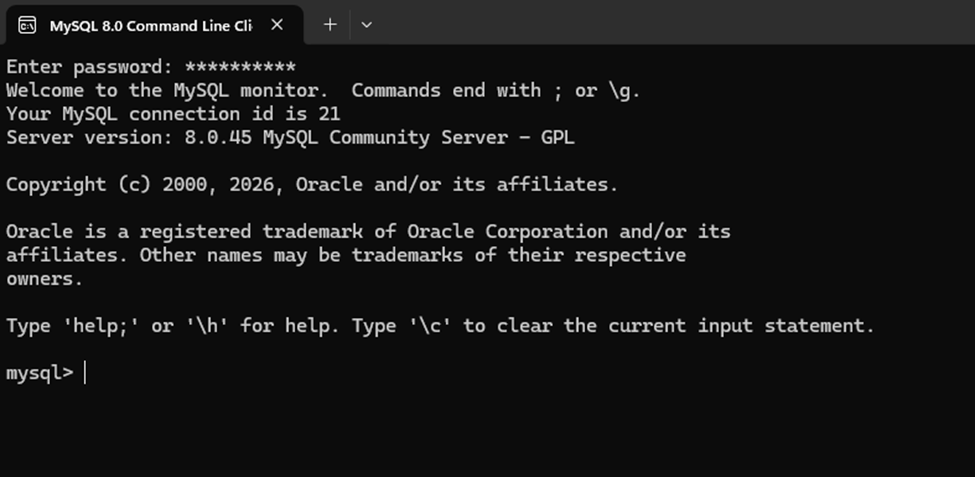 MySQL 8.0 Command Line Cli
Enter password: **********
Welcome to the MySQL monitor.  Commands end with ; or \g.
Your MySQL connection id is 21
Server version: 8.0.45 MySQL Community Server - GPL
Copyright (c) 2000, 2026, Oracle and/or its affiliates.
Oracle is a registered trademark of Oracle Corporation and/or its
affiliates. Other names may be trademarks of their respective
owners.
Type 'help;' or '\h' for help. Type '\c' to clear the current input statement.
mysql>